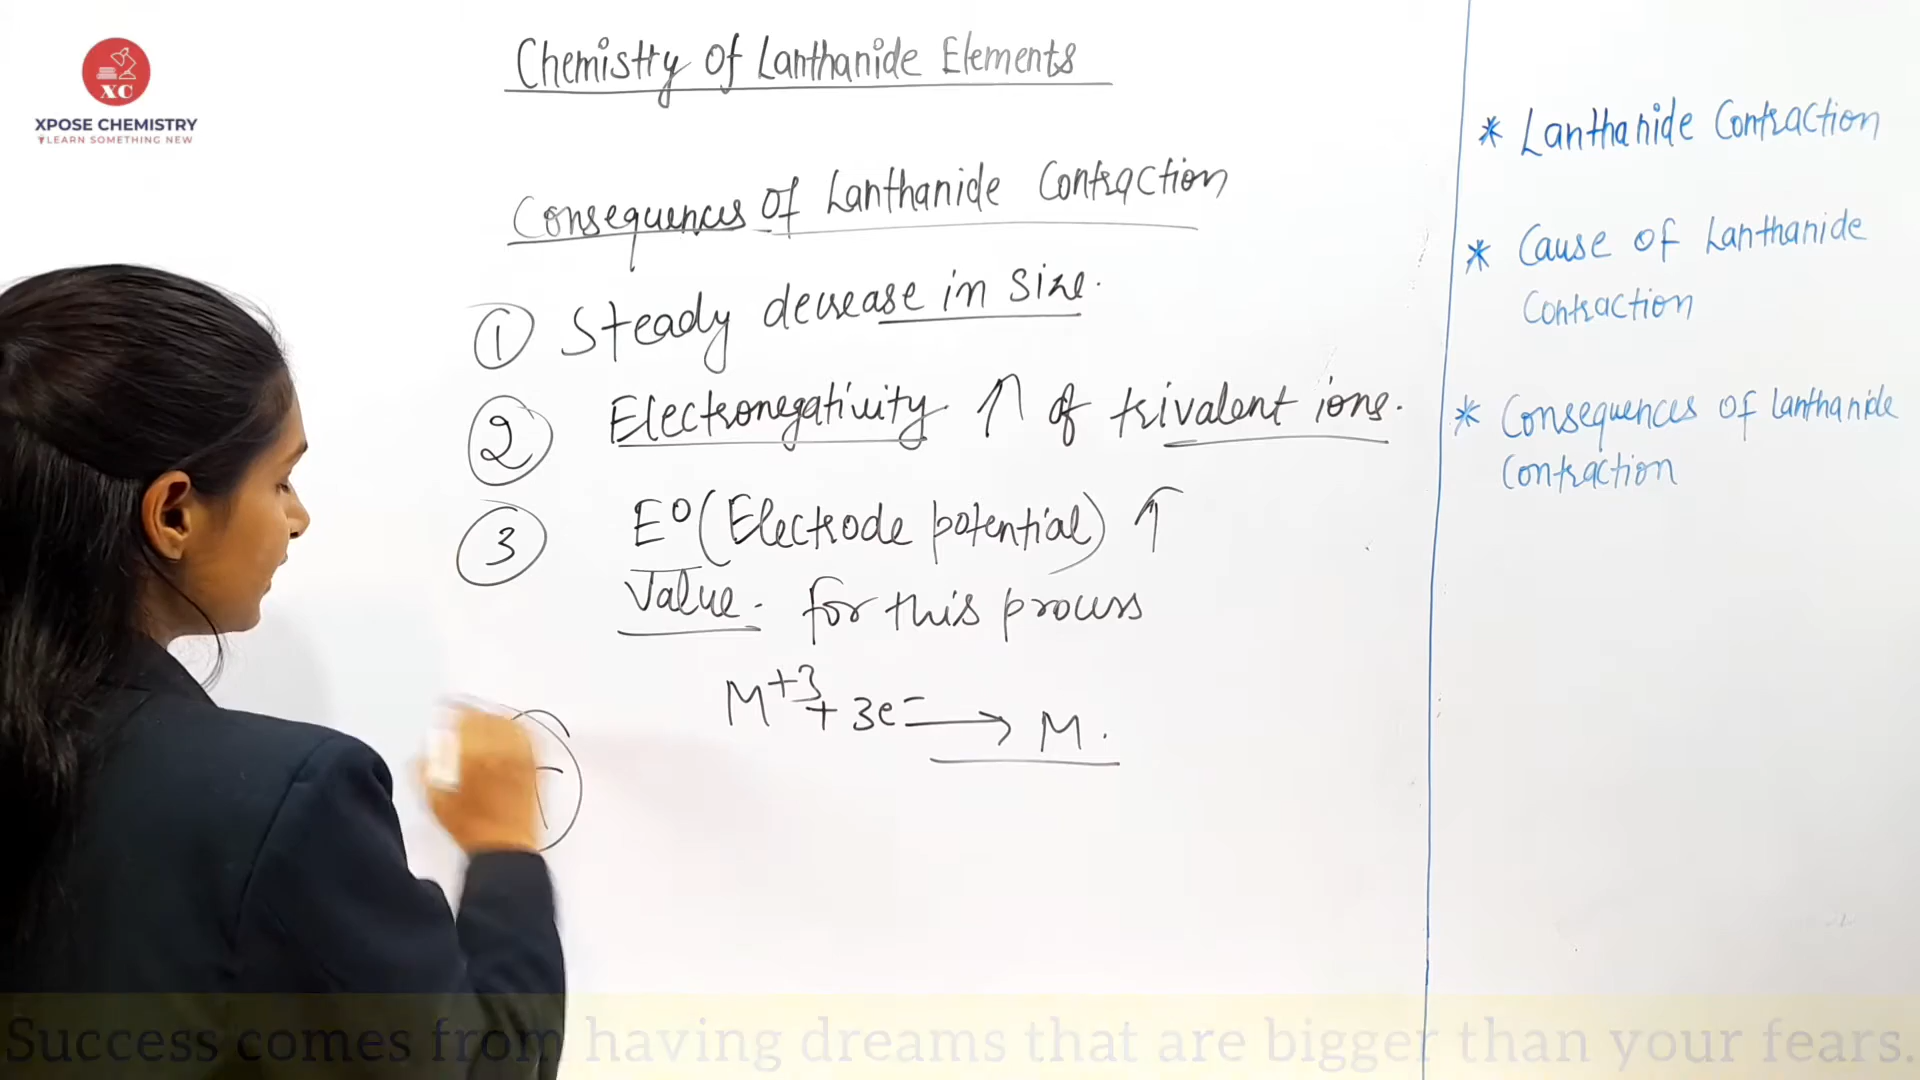 XC
XPOSE CHEMISTRY
LEARN SOMETHING NEW
Chemistry Of Lanthanide Elements
Consequences Of Lanthanide Contraction
1 Steady decrease in size.
2 Electronegativity ↑ of trivalent ions.
3 E° (Electrode potential) ↑
Value. for this process
M+3 + 3e- → M.
* Lanthanide Contraction
* Cause of Lanthanide
Contraction
* Consequences of lanthanide
Contraction
Success comes from having dreams that are bigger than your fears.